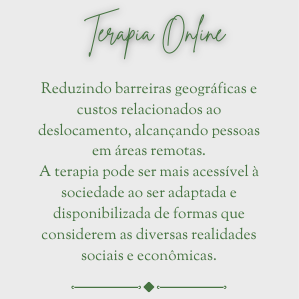 Terapia Online
Reduzindo barreiras geográficas e
custos relacionados ao
deslocamento, alcançando pessoas
em áreas remotas.
A terapia pode ser mais acessível à
sociedade ao ser adaptada e
disponibilizada de formas que
considerem as diversas realidades
sociais e econômicas.